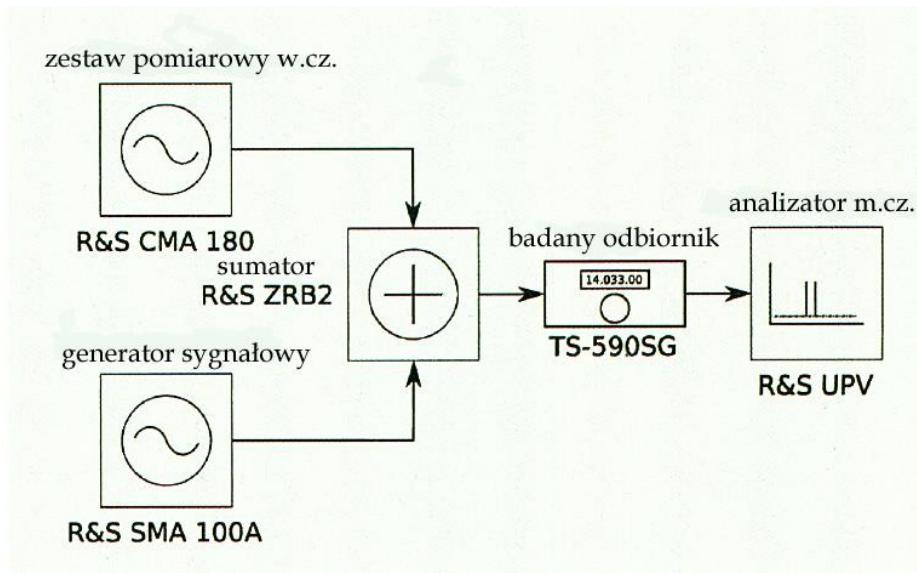 zestaw pomiarowy w.cz.
R&S CMA 180
sumator
R&S ZRB2
generator sygnałowy
R&S SMA 100A
badany odbiornik
14.033.00
TS-590SG
analizator m.cz.
R&S UPV